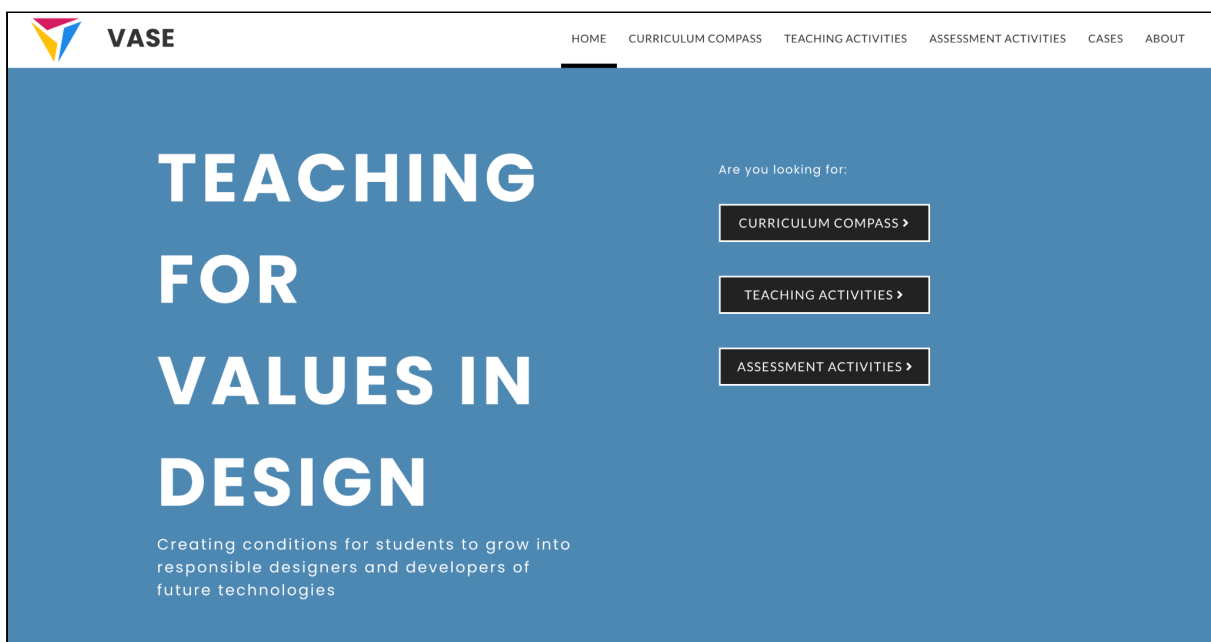 VASE
HOME CURRICULUM COMPASS TEACHING ACTIVITIES ASSESSMENT ACTIVITIES CASES ABOUT
TEACHING
FOR
VALUES IN
DESIGN
Creating conditions for students to grow into
responsible designers and developers of
future technologies
Are you looking for:
CURRICULUM COMPASS >
TEACHING ACTIVITIES >
ASSESSMENT ACTIVITIES >